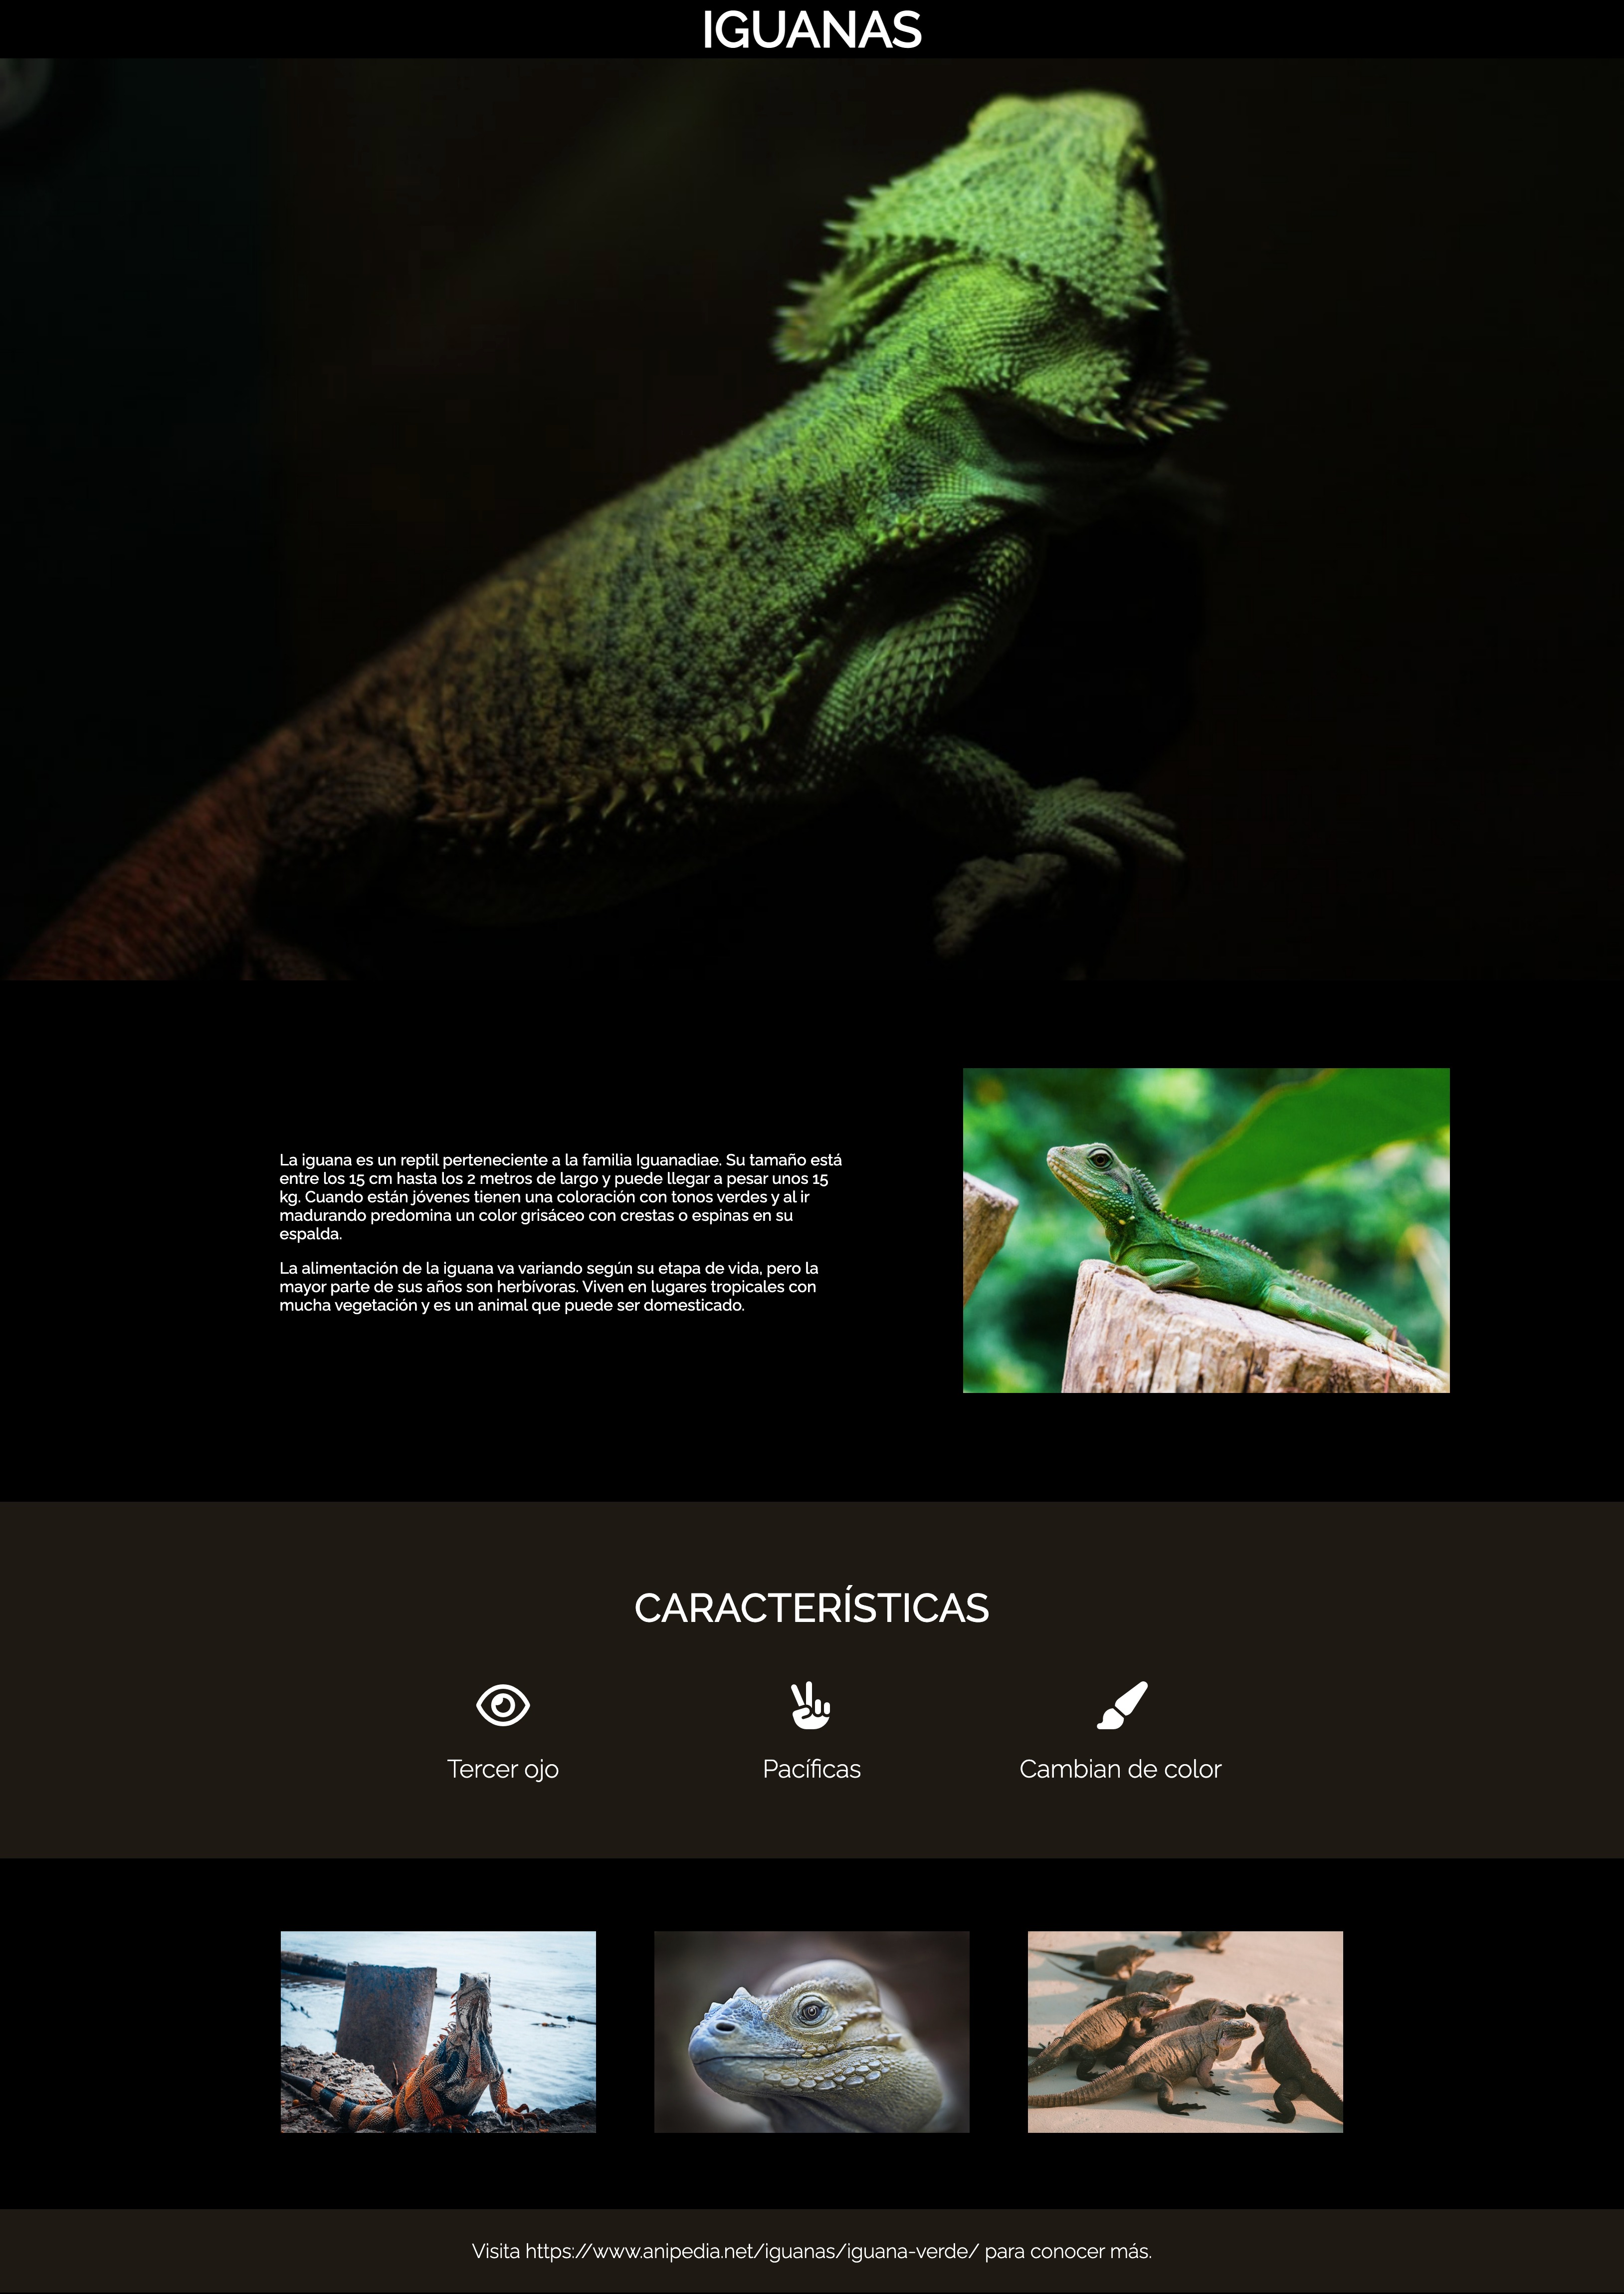 IGUANAS
La iguana es un reptil perteneciente a la familia Iguanadiae. Su tamaño está
entre los 15 cm hasta los 2 metros de largo y puede llegar a pesar unos 15
kg. Cuando están jóvenes tienen una coloración con tonos verdes y al ir
madurando predomina un color grisáceo con crestas o espinas en su
espalda.
La alimentación de la iguana va variando según su etapa de vida, pero la
mayor parte de sus años son herbívoras. Viven en lugares tropicales con
mucha vegetación y es un animal que puede ser domesticado.
CARACTERÍSTICAS
Tercer ojo
Pacíficas
Cambian de color
Visita https://www.anipedia.net/iguanas/iguana-verde/ para conocer más.